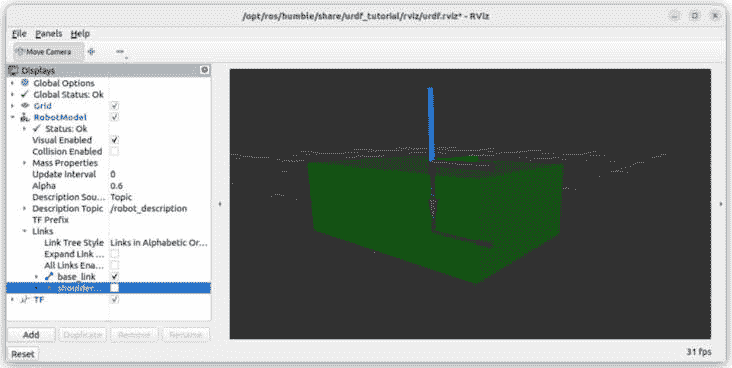 /opt/ros/humble/share/urdf_tutorial/rviz/urdf.rviz* - RViz
File Panels Help
Move Camera
Displays
Global Options
Global Status: Ok
Grid
RobotModel
Status: Ok
Visual Enabled
Collision Enabled
Mass Properties
Update Interval 0
Alpha 0.6
Description Sou... Topic
Description Topic /robot_description
TF Prefix
Links
Link Tree Style Links in Alphabetic Or...
Expand Link ...
All Links Ena...
base_link
shoulder...
TF
Add Duplicate Remove Rename
Reset
31 fps